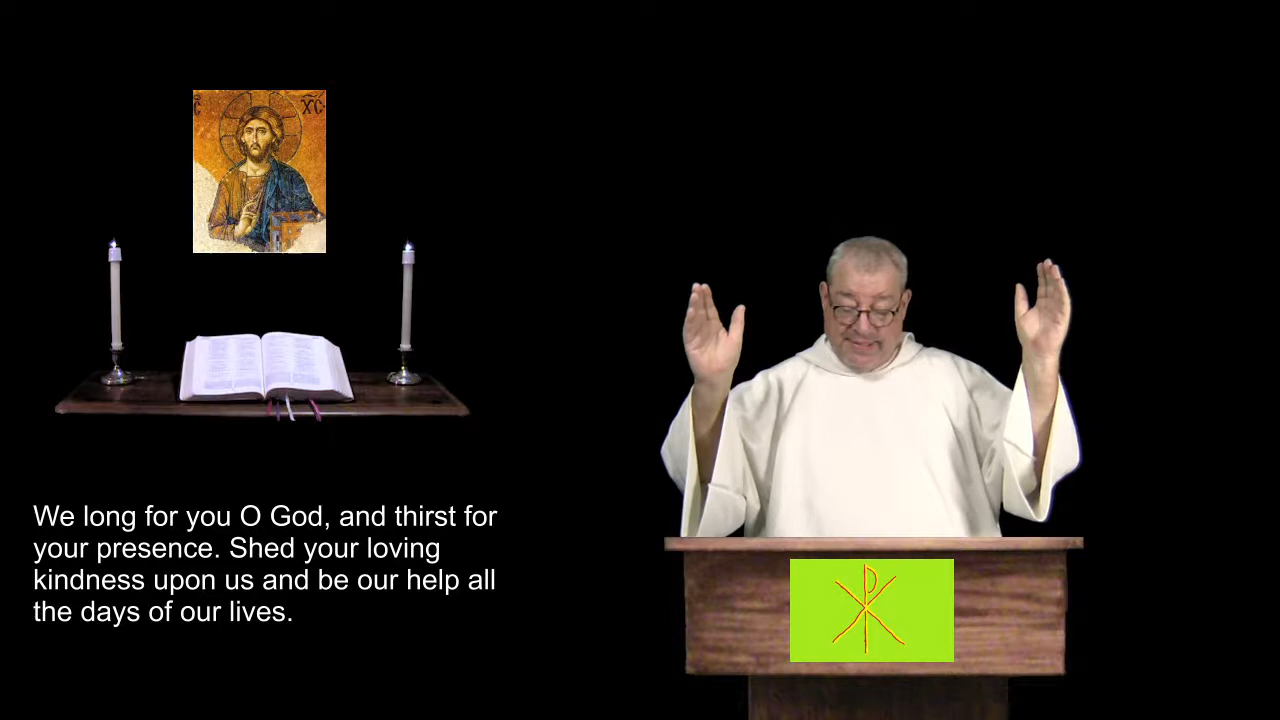 XC
We long for you O God, and thirst for
your presence. Shed your loving
kindness upon us and be our help all
the days of our lives.